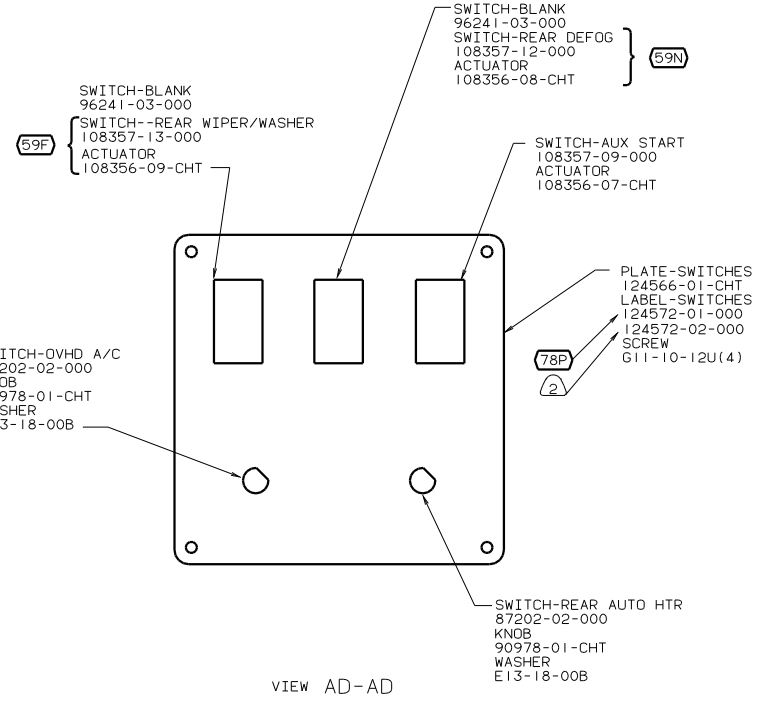 SWITCH-BLANK
96241-03-000
SWITCH-REAR DEFOG
108357-12-000
ACTUATOR
108356-08-CHT
59N
SWITCH-BLANK
96241-03-000
SWITCH--REAR WIPER/WASHER
108357-13-000
ACTUATOR
108356-09-CHT
59F
SWITCH-AUX START
108357-09-000
ACTUATOR
108356-07-CHT
PLATE-SWITCHES
124566-01-CHT
LABEL-SWITCHES
124572-01-000
124572-02-000
SCREW
G11-10-12U(4)
78P
2
ITCH-OVHD A/C
202-02-000
OB
978-01-CHT
SHER
3-18-00B
SWITCH-REAR AUTO HTR
87202-02-000
KNOB
90978-01-CHT
WASHER
E13-18-00B
VIEW AD-AD